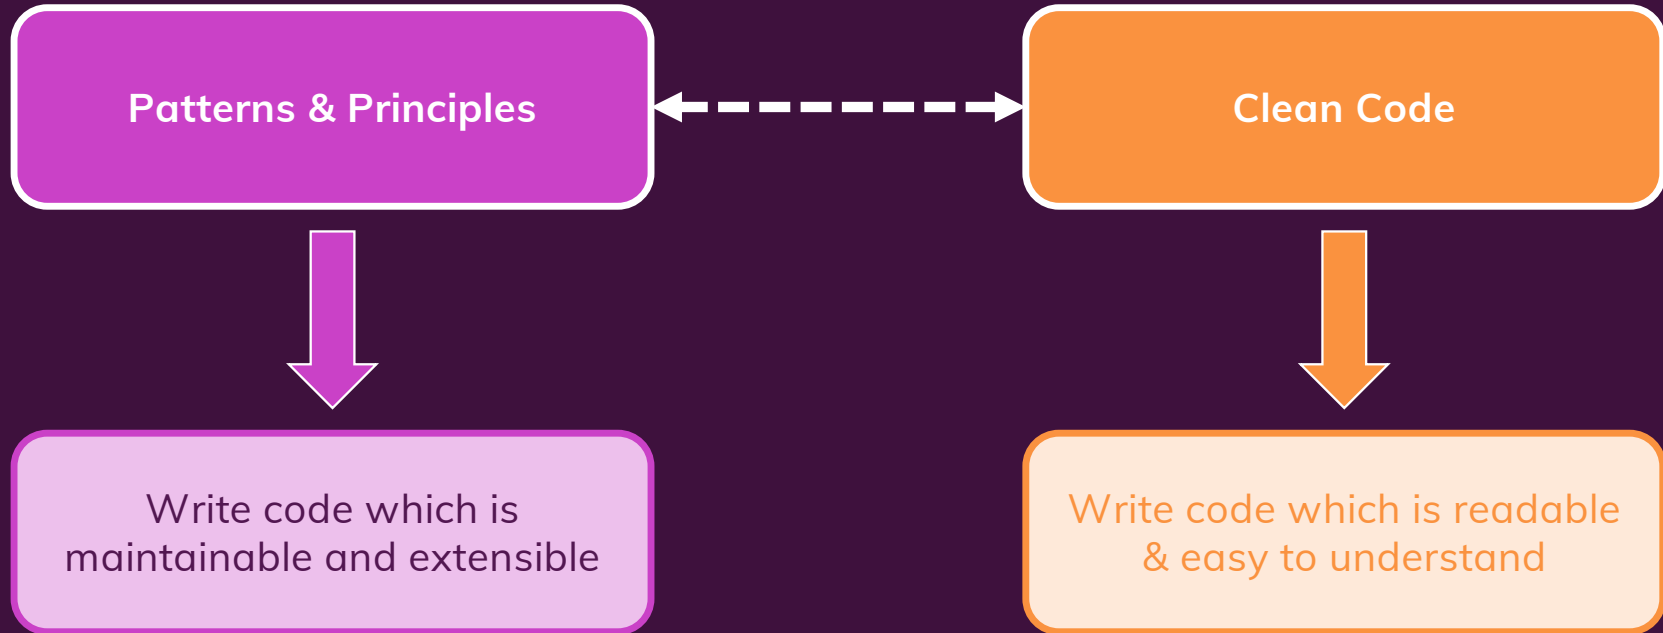 Patterns & Principles
Clean Code
Write code which is
maintainable and extensible
Write code which is readable
& easy to understand